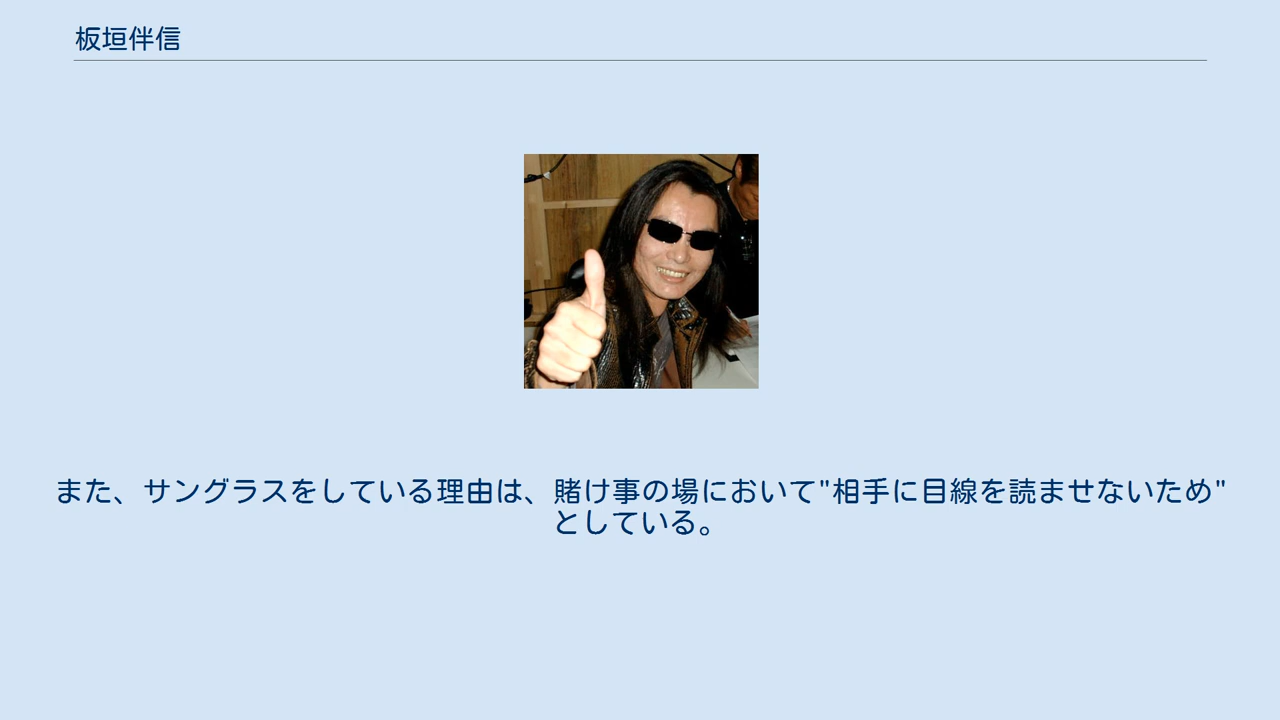 板垣伴信
また、サングラスをしている理由は、賭け事の場において"相手に目線を読ませないため"
としている。